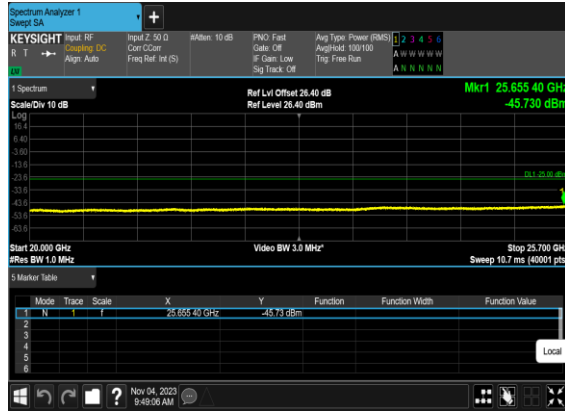 Spectrum Analyzer 1
Swept SA
+
KEYSIGHT Input: RF Input Z: 50 Ω #Atten: 10 dB PNO: Fast Avg Type: Power (RMS) 1 2 3 4 5 6
R T Coupling: DC Corr CCorr Gate: Off Avg|Hold: 100/100 A W W W W W
Align: Auto Freq Ref: Int (S) IF Gain: Low Trig: Free Run
Sig Track: Off A N N N N N
1 Spectrum Ref Lvl Offset 26.40 dB Mkr1 25.655 40 GHz
Scale/Div 10 dB Ref Level 26.40 dBm -45.730 dBm
Log
16.4
6.40
-3.60
-13.6
-23.6 DL1 -25.00 dBm
-33.6
-43.6
-53.6
-63.6
Start 20.000 GHz Video BW 3.0 MHz* Stop 25.700 GHz
#Res BW 1.0 MHz Sweep 10.7 ms (40001 pts
5 Marker Table
Mode Trace Scale X Y Function Function Width Function Value
1 N 1 f 25.655 40 GHz -45.73 dBm
2
3
4
5
6
Local
? Nov 04, 2023
9:49:06 AM